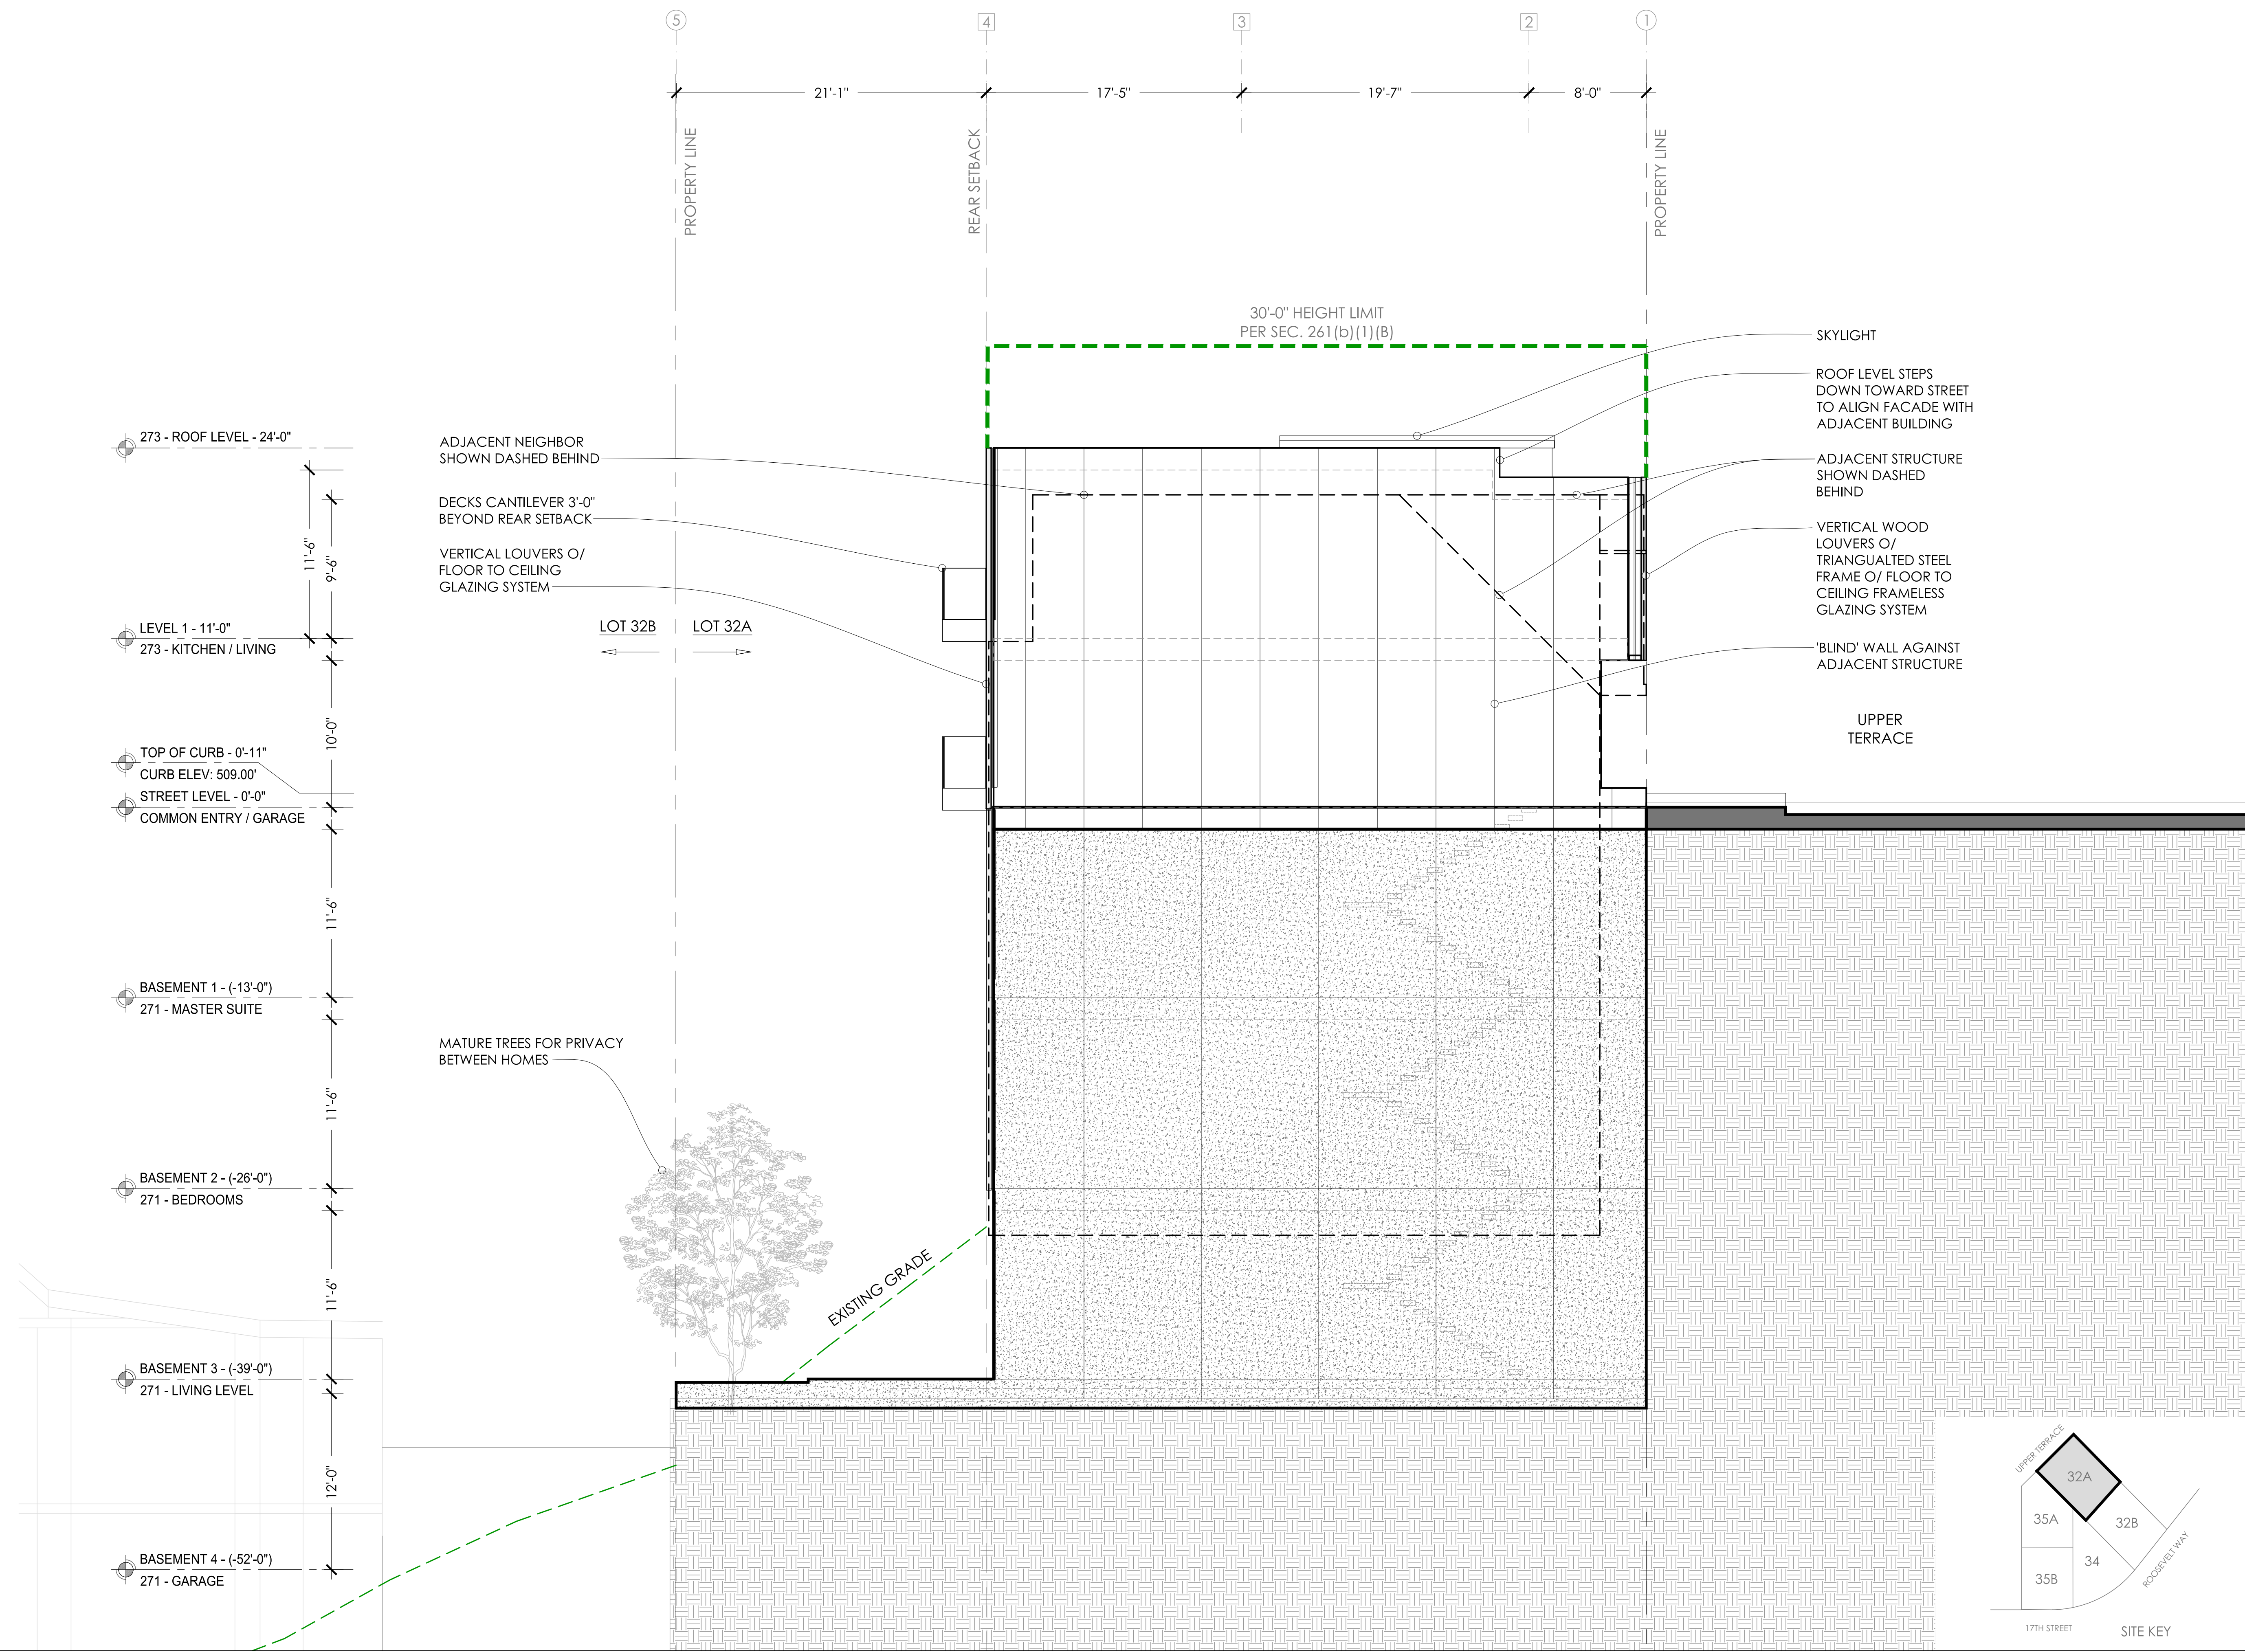 5
4
3
2
1
21'-1"
17'-5"
19'-7"
8'-0"
PROPERTY LINE
REAR SETBACK
PROPERTY LINE
30'-0" HEIGHT LIMIT
PER SEC. 261(b)(1)(B)
SKYLIGHT
ROOF LEVEL STEPS
DOWN TOWARD STREET
TO ALIGN FACADE WITH
ADJACENT BUILDING
ADJACENT STRUCTURE
SHOWN DASHED
BEHIND
VERTICAL WOOD
LOUVERS O/
TRIANGUALTED STEEL
FRAME O/ FLOOR TO
CEILING FRAMELESS
GLAZING SYSTEM
'BLIND' WALL AGAINST
ADJACENT STRUCTURE
UPPER
TERRACE
ADJACENT NEIGHBOR
SHOWN DASHED BEHIND
DECKS CANTILEVER 3'-0"
BEYOND REAR SETBACK
VERTICAL LOUVERS O/
FLOOR TO CEILING
GLAZING SYSTEM
LOT 32B
LOT 32A
MATURE TREES FOR PRIVACY
BETWEEN HOMES
EXISTING GRADE
273 - ROOF LEVEL - 24'-0"
LEVEL 1 - 11'-0"
273 - KITCHEN / LIVING
TOP OF CURB - 0'-11"
CURB ELEV: 509.00'
STREET LEVEL - 0'-0"
COMMON ENTRY / GARAGE
BASEMENT 1 - (-13'-0")
271 - MASTER SUITE
BASEMENT 2 - (-26'-0")
271 - BEDROOMS
BASEMENT 3 - (-39'-0")
271 - LIVING LEVEL
BASEMENT 4 - (-52'-0")
271 - GARAGE
11'-6"
9'-6"
10'-0"
11'-6"
11'-6"
11'-6"
12'-0"
UPPER TERRACE
32A
35A
32B
34
35B
ROOSEVELT WAY
17TH STREET
SITE KEY